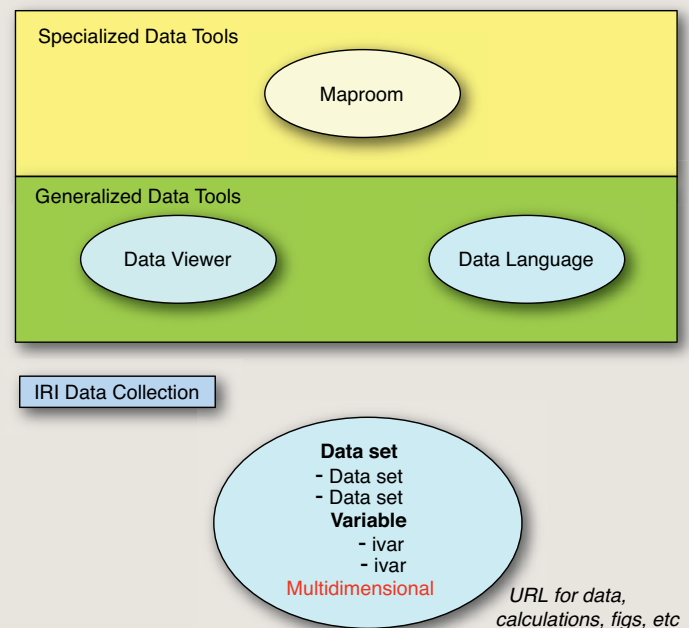 Specialized Data Tools
Maproom
Generalized Data Tools
Data Viewer
Data Language
IRI Data Collection
Data set
- Data set
- Data set
Variable
- ivar
- ivar
Multidimensional
URL for data,
calculations, figs, etc